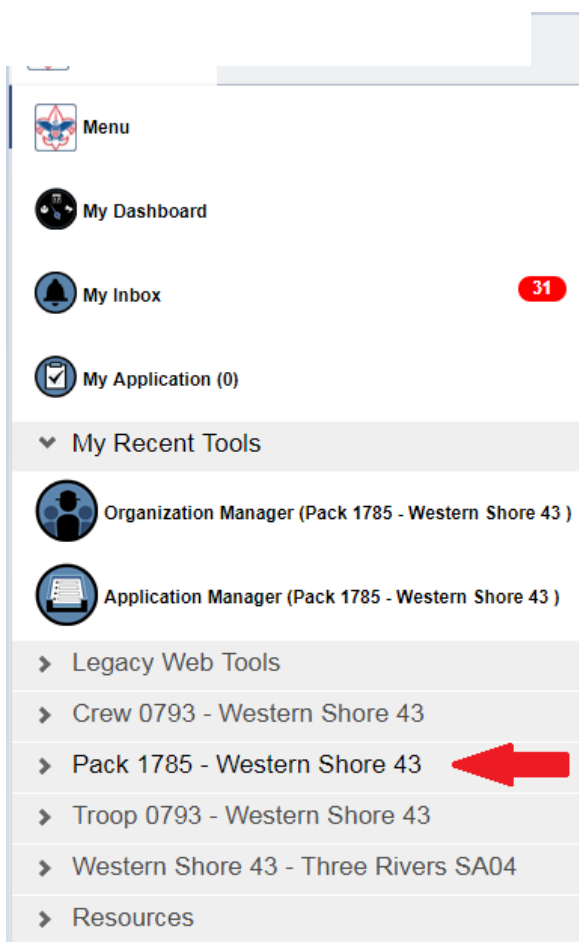 Menu
My Dashboard
My Inbox
31
My Application (0)
My Recent Tools
Organization Manager (Pack 1785 - Western Shore 43 )
Application Manager (Pack 1785 - Western Shore 43 )
Legacy Web Tools
Crew 0793 - Western Shore 43
Pack 1785 - Western Shore 43
Troop 0793 - Western Shore 43
Western Shore 43 - Three Rivers SA04
Resources